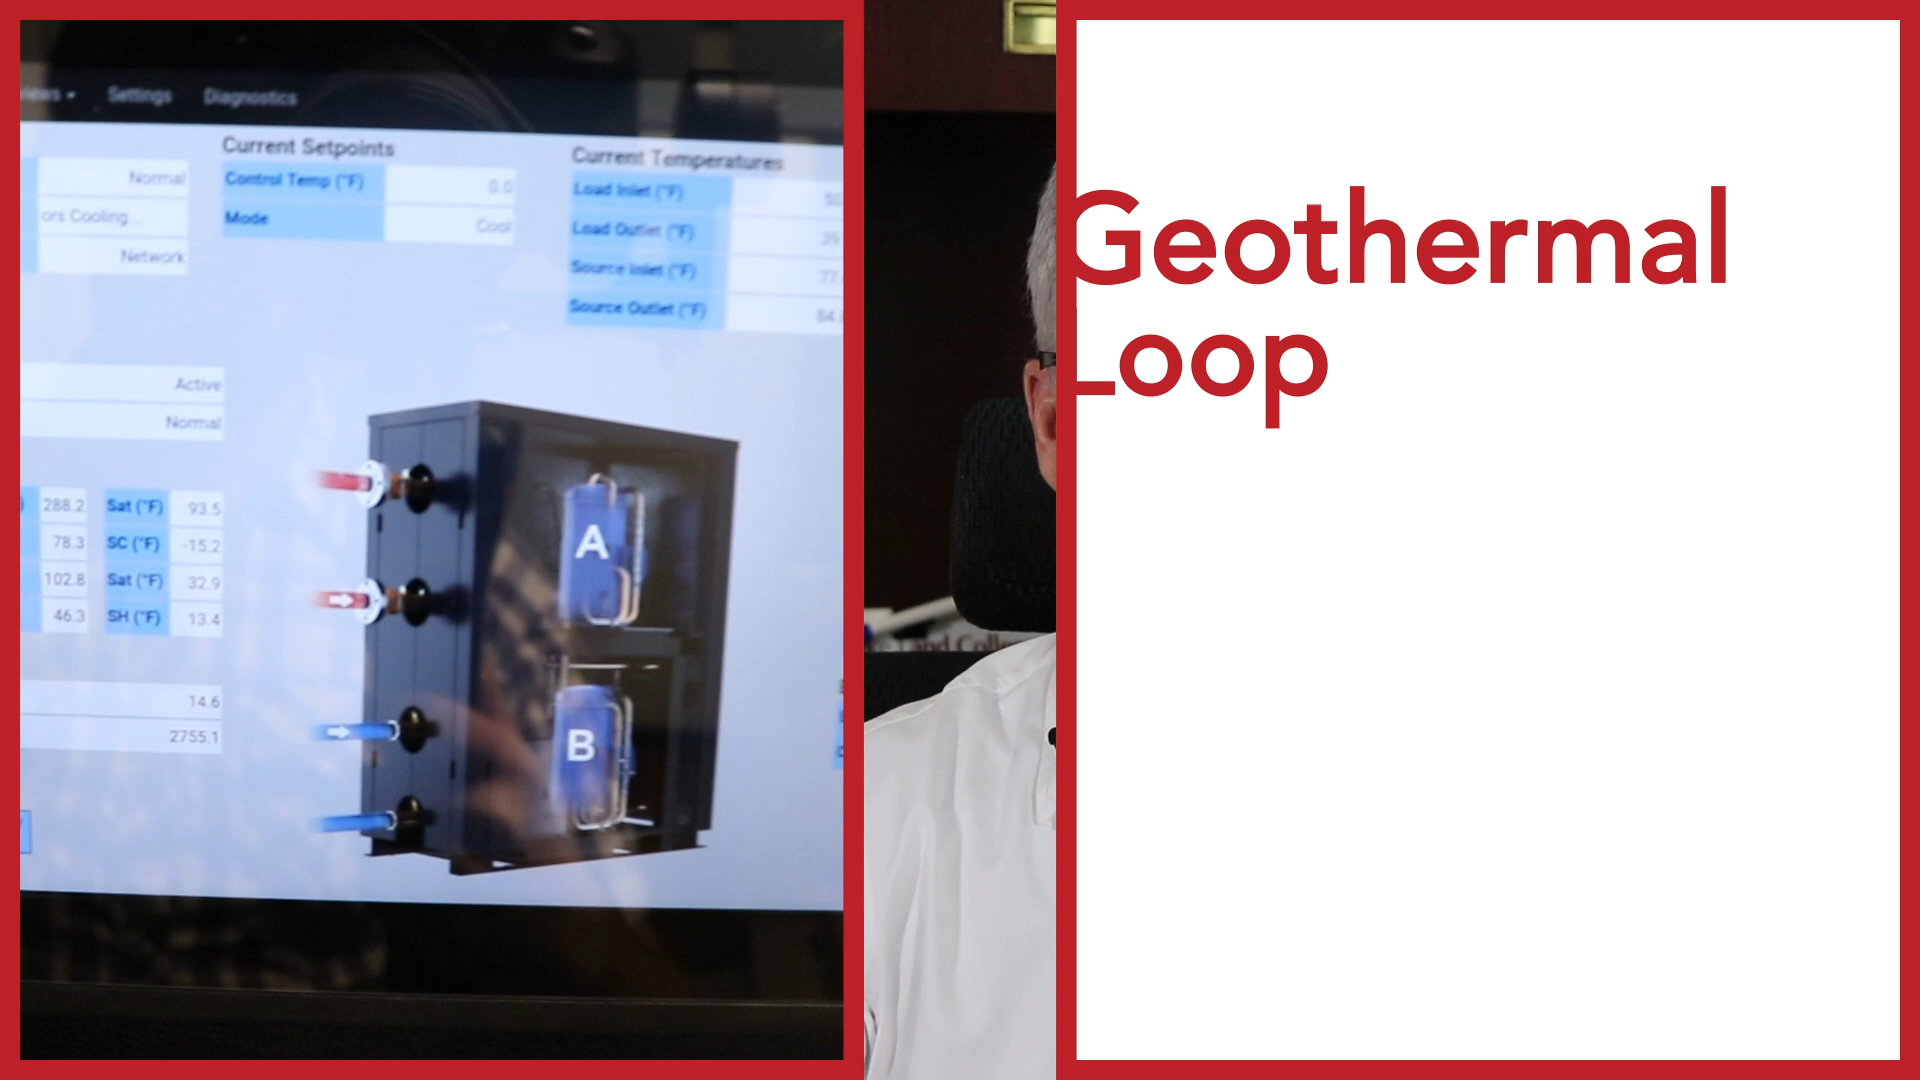 Settings Diagnostics
Current Setpoints
Control Temp (°F) 0.0
Mode Cool
Current Temperatures
Load Inlet (°F)
Load Outlet (°F)
Source Inlet (°F)
Source Outlet (°F)
Normal
ors Cooling...
Network
Active
Normal
288.2 Sat (°F) 93.5
78.3 SC (°F) -15.2
102.8 Sat (°F) 32.9
46.3 SH (°F) 13.4
14.6
2755.1
A
B
Geothermal
Loop